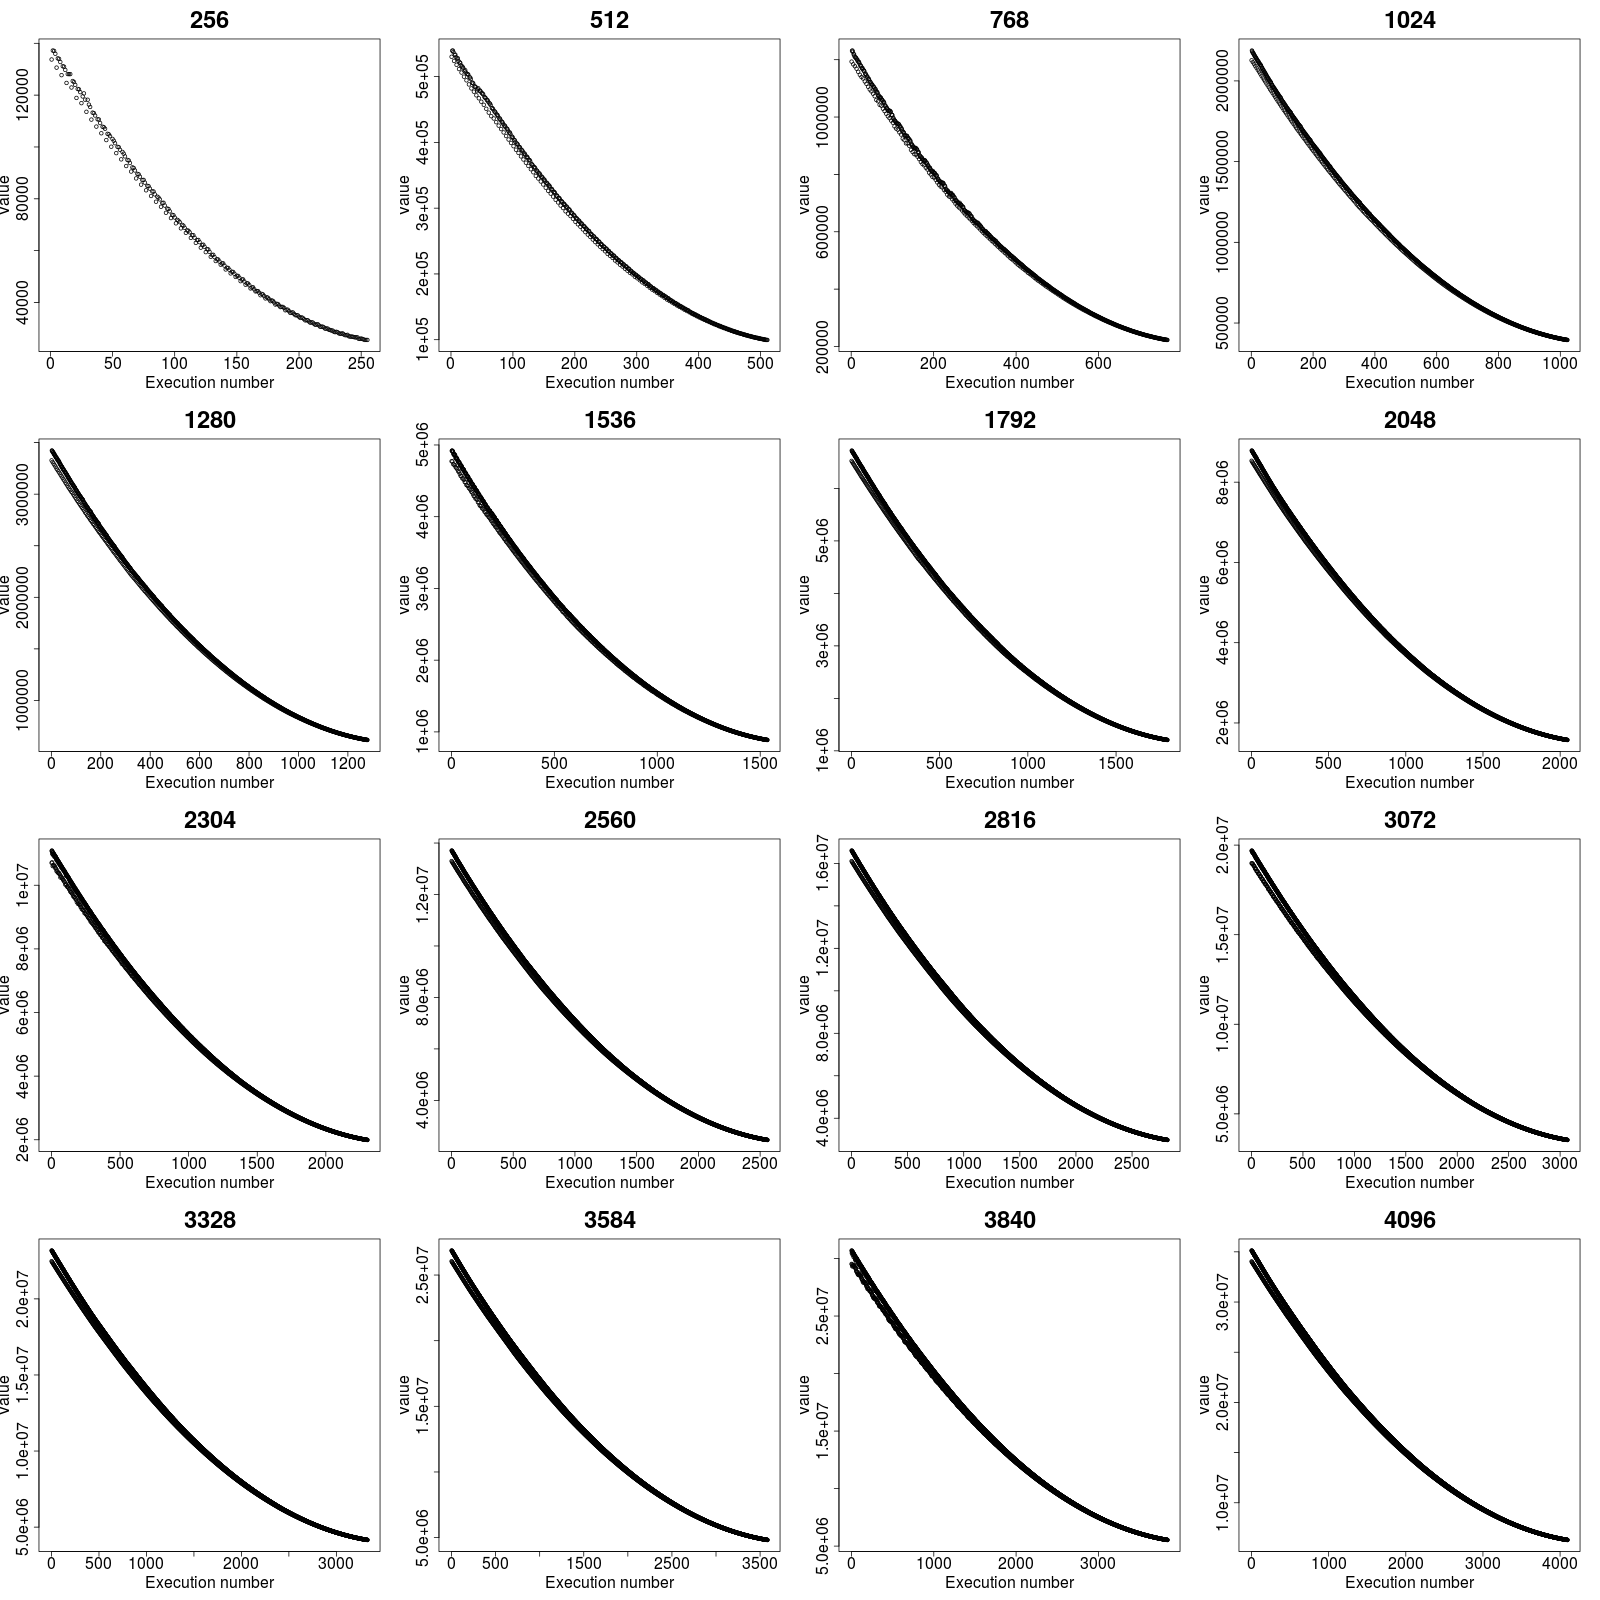 256
value
40000 80000 120000
0 50 100 150 200 250
Execution number
512
value
1e+05 2e+05 3e+05 4e+05 5e+05
0 100 200 300 400 500
Execution number
768
value
200000 600000 1000000
0 200 400 600
Execution number
1024
value
500000 1000000 1500000 2000000
0 200 400 600 800 1000
Execution number
1280
value
1000000 2000000 3000000
0 200 400 600 800 1000 1200
Execution number
1536
value
1e+06 2e+06 3e+06 4e+06 5e+06
0 500 1000 1500
Execution number
1792
value
1e+06 3e+06 5e+06
0 500 1000 1500
Execution number
2048
value
2e+06 4e+06 6e+06 8e+06
0 500 1000 1500 2000
Execution number
2304
value
2e+06 4e+06 6e+06 8e+06 1e+07
0 500 1000 1500 2000
Execution number
2560
value
4.0e+06 8.0e+06 1.2e+07
0 500 1000 1500 2000 2500
Execution number
2816
value
4.0e+06 8.0e+06 1.2e+07 1.6e+07
0 500 1000 1500 2000 2500
Execution number
3072
value
5.0e+06 1.0e+07 1.5e+07 2.0e+07
0 500 1000 1500 2000 2500 3000
Execution number
3328
value
5.0e+06 1.0e+07 1.5e+07 2.0e+07
0 500 1000 2000 3000
Execution number
3584
value
5.0e+06 1.5e+07 2.5e+07
0 500 1500 2500 3500
Execution number
3840
value
5.0e+06 1.5e+07 2.5e+07
0 1000 2000 3000
Execution number
4096
value
1.0e+07 2.0e+07 3.0e+07
0 1000 2000 3000 4000
Execution number